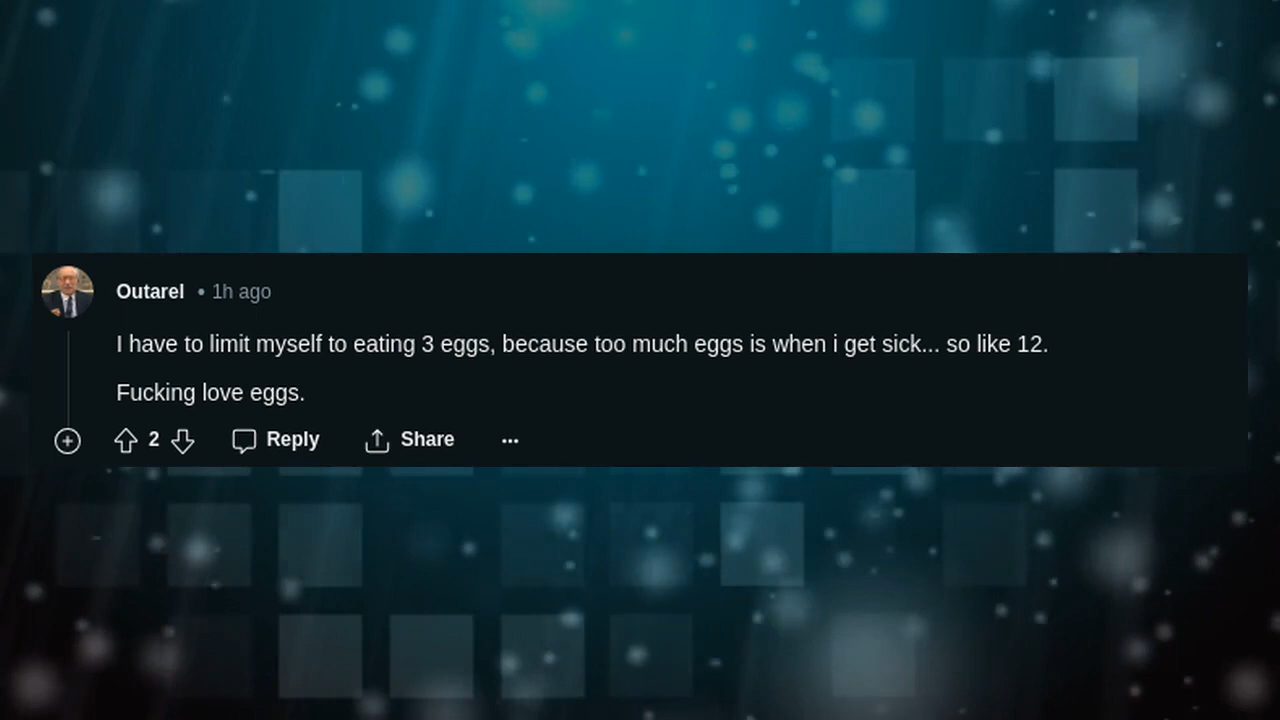 Outarel • 1h ago
I have to limit myself to eating 3 eggs, because too much eggs is when i get sick... so like 12.
Fucking love eggs.
2 Reply Share ...